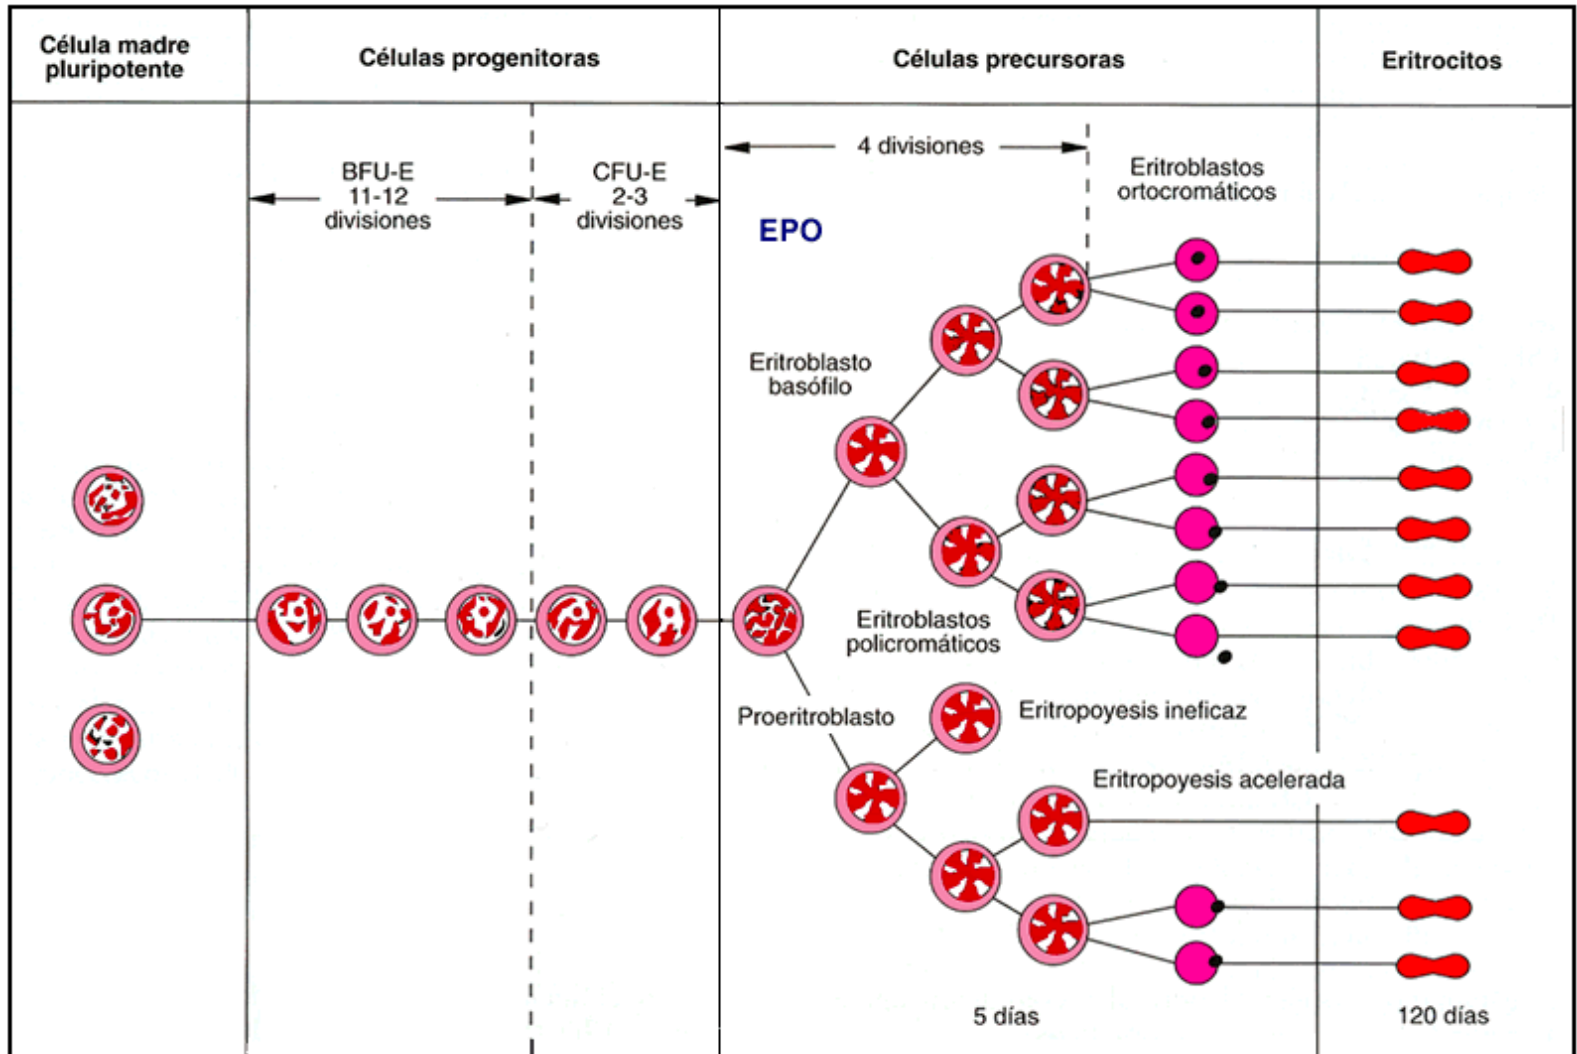 Célula madre
pluripotente
Células progenitoras
Células precursoras
Eritrocitos
BFU-E
11-12
divisiones
CFU-E
2-3
divisiones
4 divisiones
EPO
Eritroblastos
ortocromáticos
Eritroblasto
basófilo
Eritroblastos
policromáticos
Proeritroblasto
Eritropoyesis ineficaz
Eritropoyesis acelerada
5 días
120 días